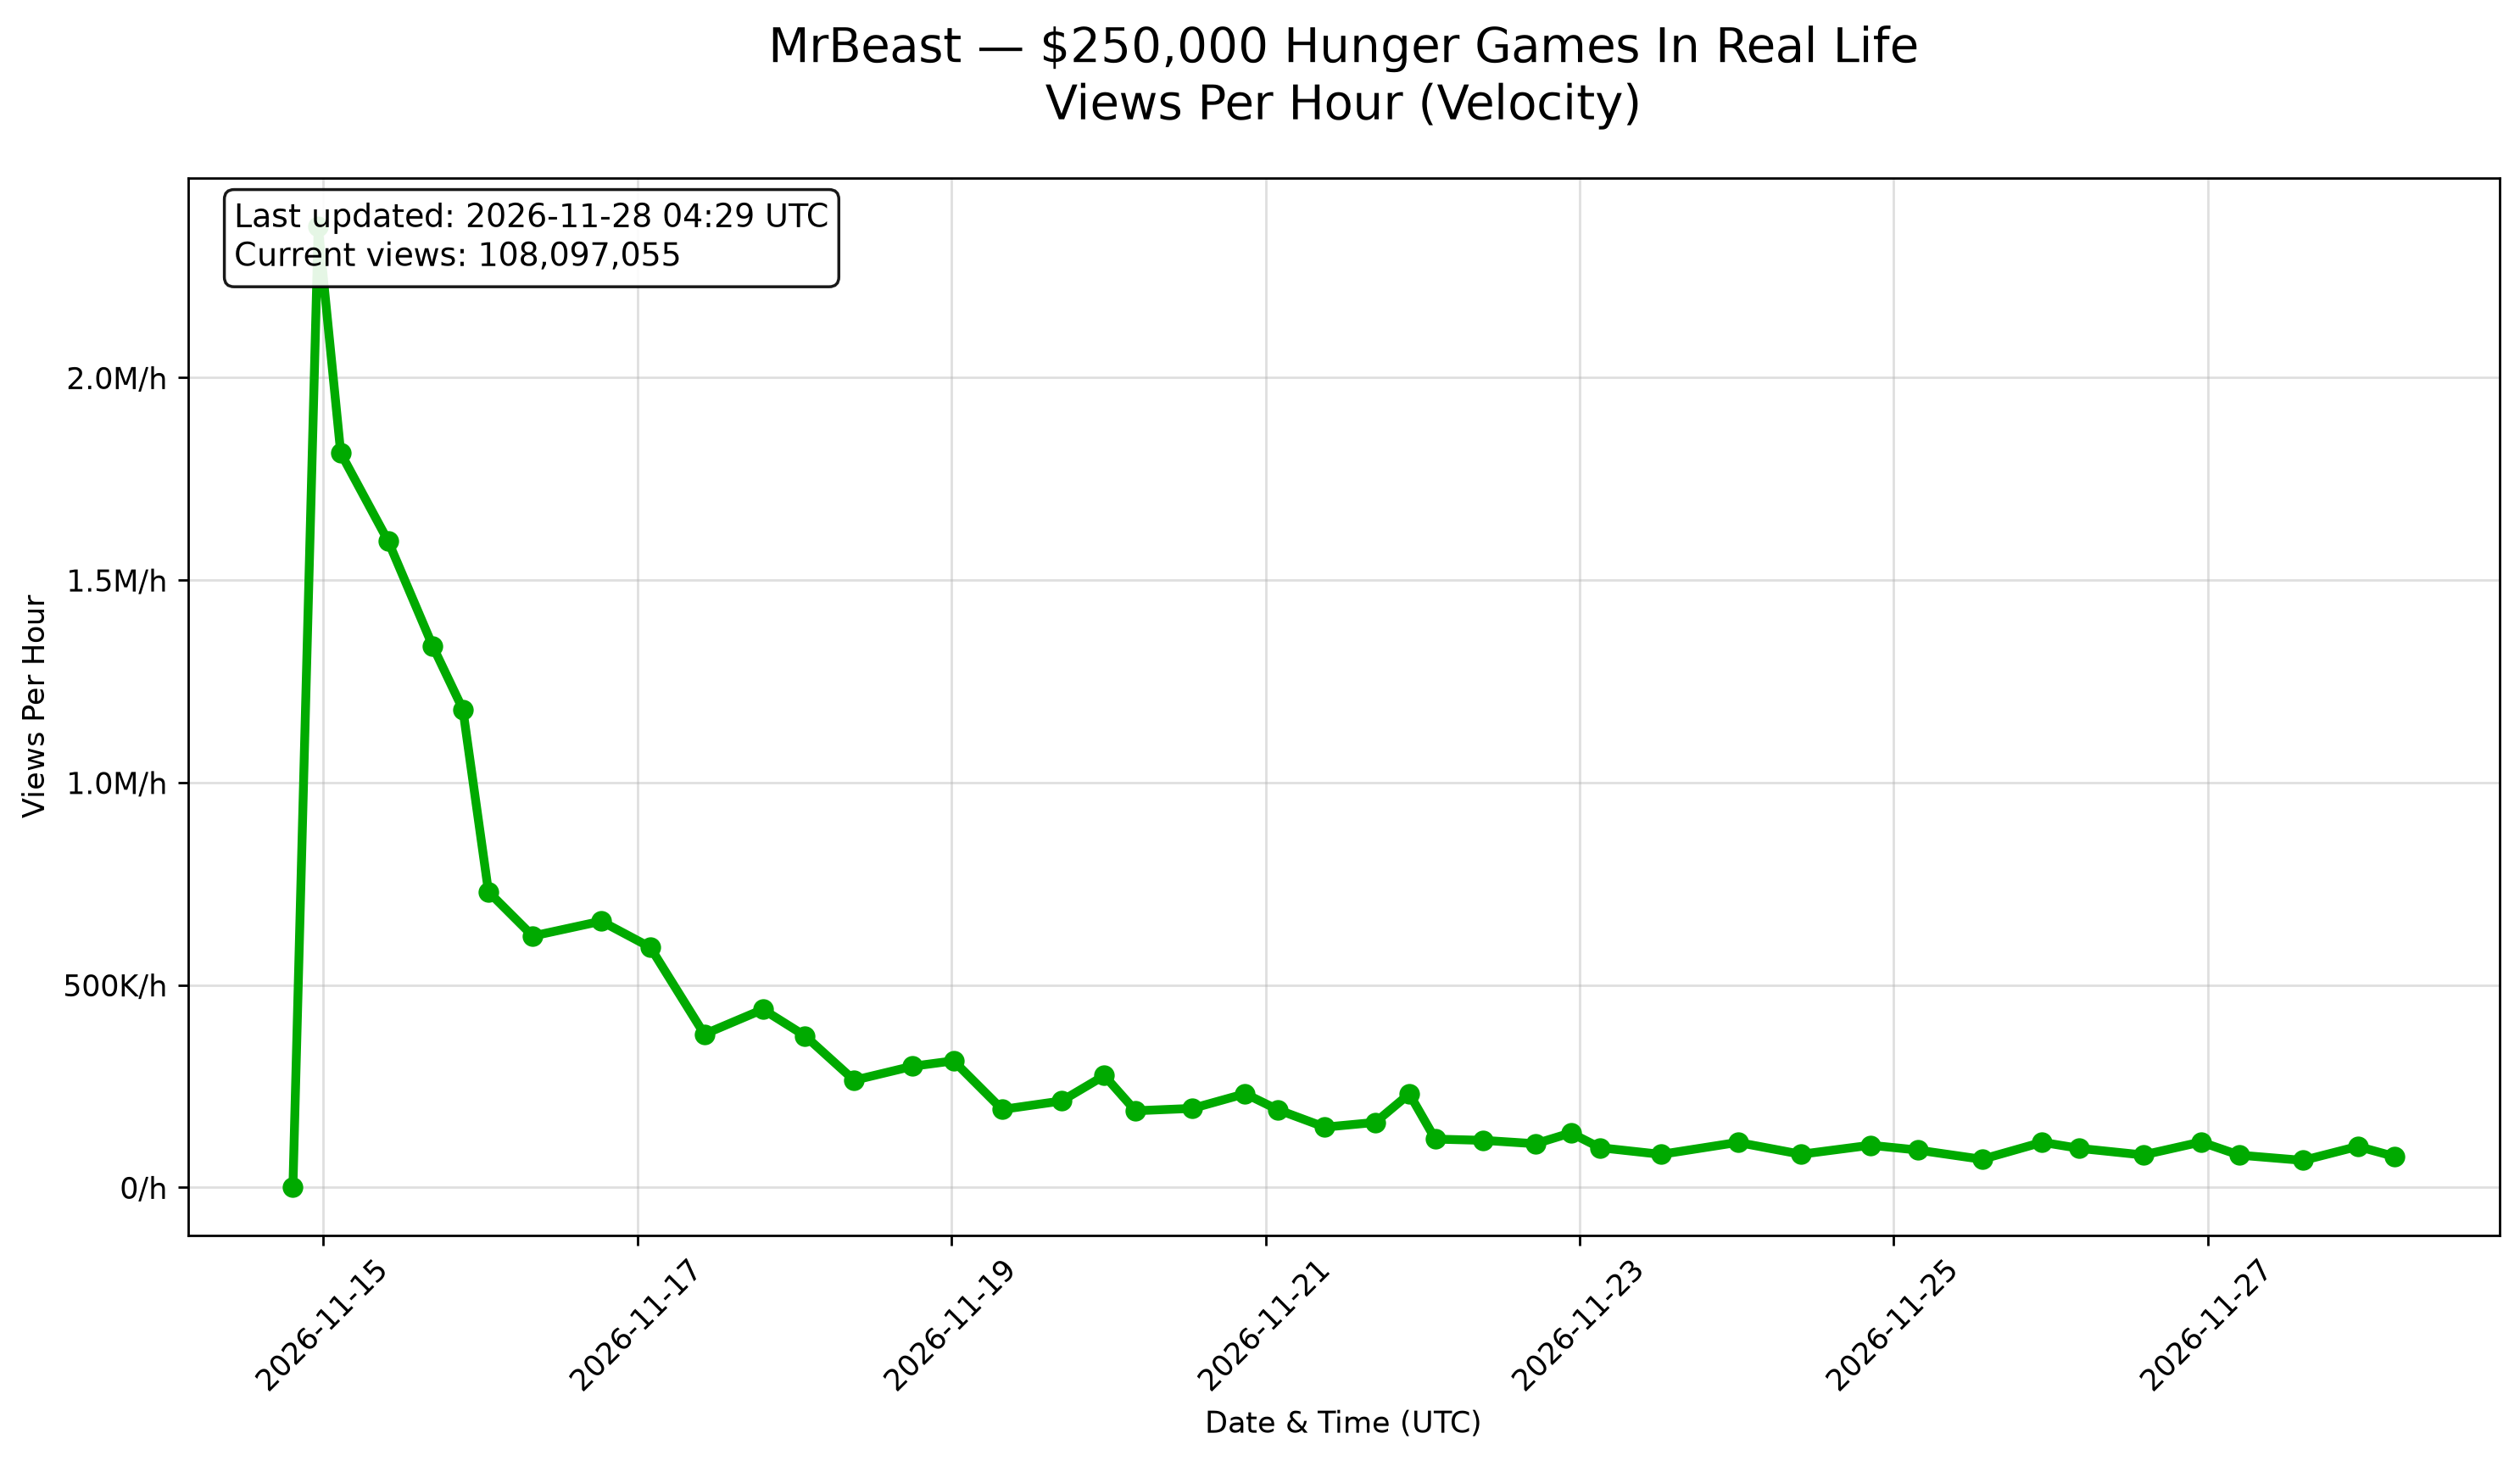 MrBeast — $250,000 Hunger Games In Real Life
Views Per Hour (Velocity)
Last updated: 2026-11-28 04:29 UTC
Current views: 108,097,055
2.0M/h
1.5M/h
1.0M/h
500K/h
0/h
Views Per Hour
2026-11-15
2026-11-17
2026-11-19
2026-11-21
2026-11-23
2026-11-25
2026-11-27
Date & Time (UTC)